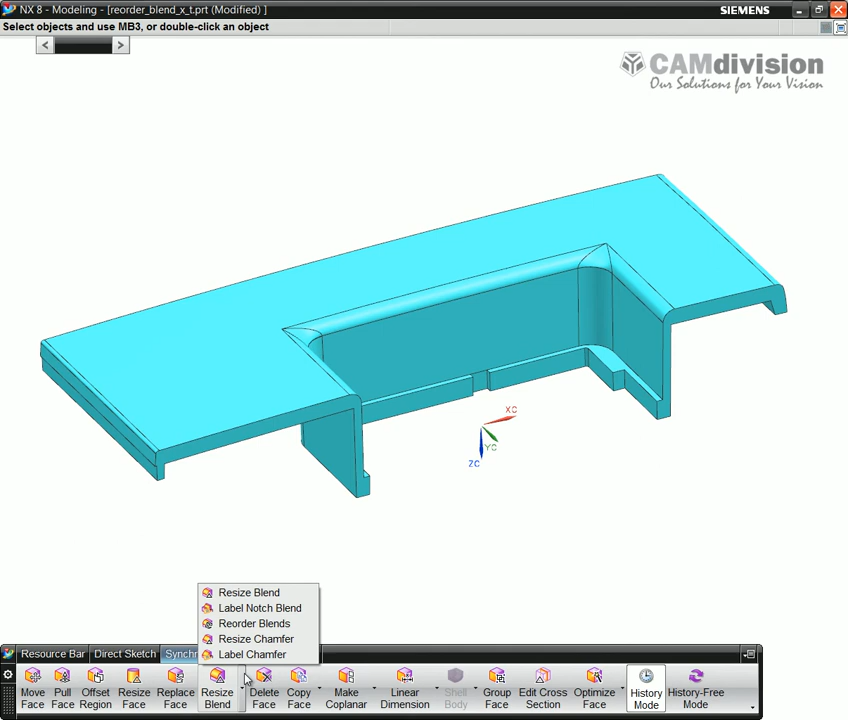 NX 8 - Modeling - [reorder_blend_x_t.prt (Modified) ]
SIEMENS
Select objects and use MB3, or double-click an object
CAMdivision
Our Solutions for Your Vision
XC
YC
ZC
Resize Blend
Label Notch Blend
Reorder Blends
Resize Chamfer
Label Chamfer
Resource Bar
Direct Sketch
Synchr
Move Face
Pull Face
Offset Region
Resize Face
Replace Face
Resize Blend
Delete Face
Copy Face
Make Coplanar
Linear Dimension
Shell Body
Group Face
Edit Cross Section
Optimize Face
History Mode
History-Free Mode